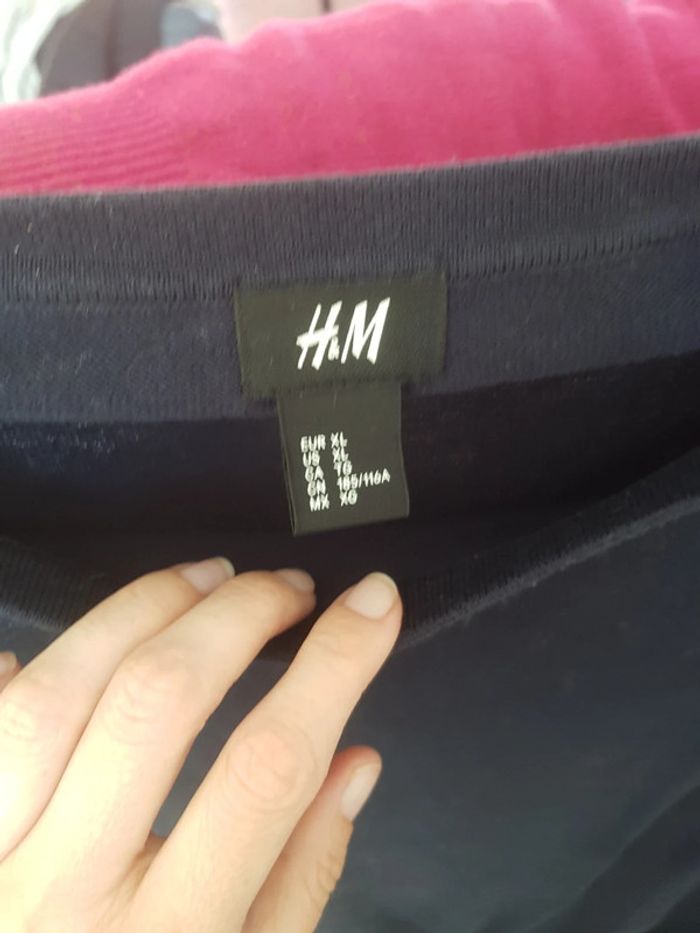 H&M
EUR XL
US XL
CA TG
CN 185/116A
MX XG